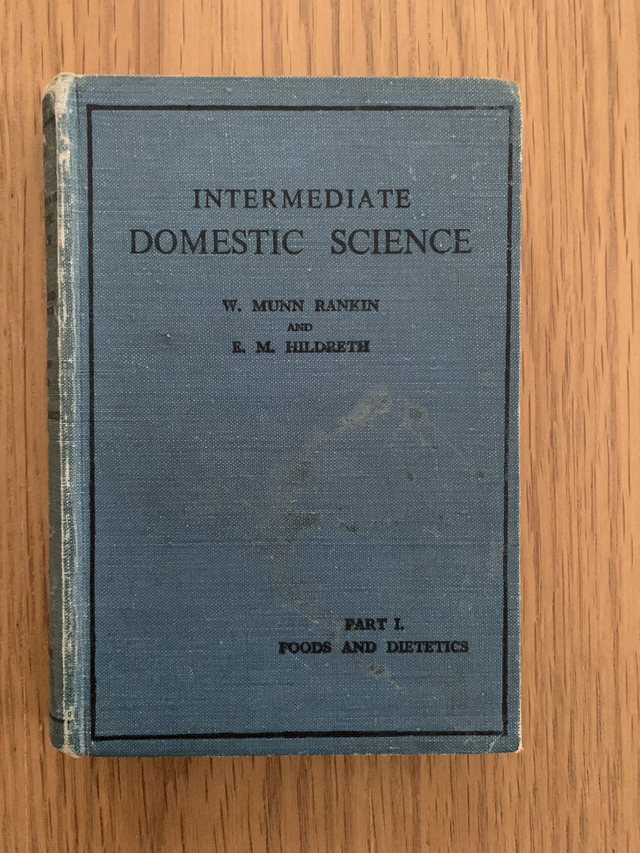 INTERMEDIATE
DOMESTIC SCIENCE
W. MUNN RANKIN
AND
E. M. HILDRETH
PART I.
FOODS AND DIETETICS